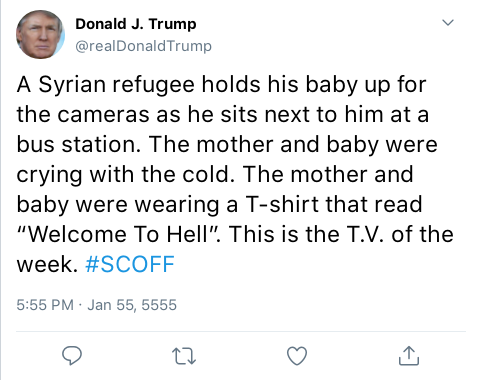 Donald J. Trump
@realDonaldTrump
A Syrian refugee holds his baby up for
the cameras as he sits next to him at a
bus station. The mother and baby were
crying with the cold. The mother and
baby were wearing a T-shirt that read
“Welcome To Hell”. This is the T.V. of the
week. #SCOFF
5:55 PM · Jan 55, 5555